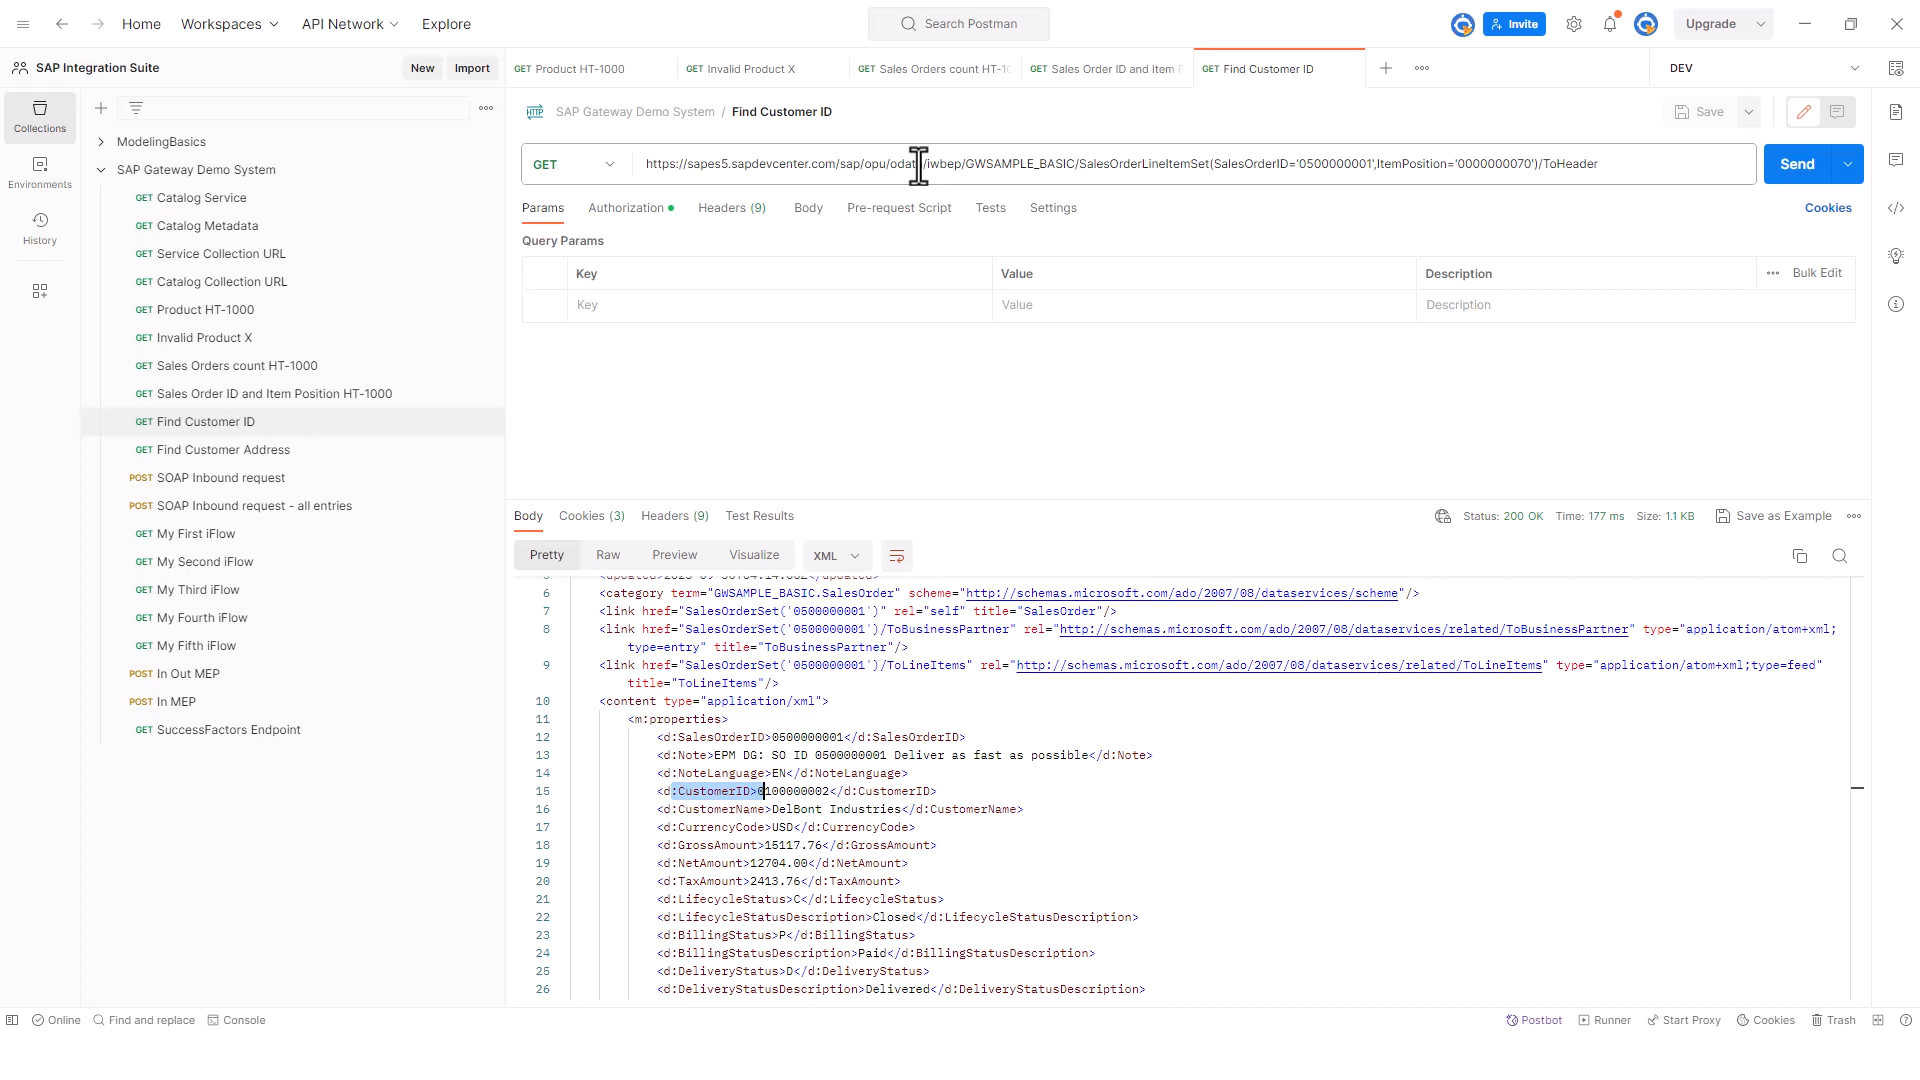 Home
Workspaces
API Network
Explore
Search Postman
Invite
Upgrade
SAP Integration Suite
New
Import
GET Product HT-1000
GET Invalid Product X
GET Sales Orders count HT-10
GET Sales Order ID and Item F
GET Find Customer ID
DEV
Collections
Environments
History
ModelingBasics
SAP Gateway Demo System
GET Catalog Service
GET Catalog Metadata
GET Service Collection URL
GET Catalog Collection URL
GET Product HT-1000
GET Invalid Product X
GET Sales Orders count HT-1000
GET Sales Order ID and Item Position HT-1000
GET Find Customer ID
GET Find Customer Address
POST SOAP Inbound request
POST SOAP Inbound request - all entries
GET My First iFlow
GET My Second iFlow
GET My Third iFlow
GET My Fourth iFlow
GET My Fifth iFlow
POST In Out MEP
POST In MEP
GET SuccessFactors Endpoint
HTTP SAP Gateway Demo System / Find Customer ID
Save
GET
https://sapes5.sapdevcenter.com/sap/opu/odata/iwbep/GWSAMPLE_BASIC/SalesOrderLineItemSet(SalesOrderID='0500000001',ItemPosition='0000000070')/ToHeader
Send
Params
Authorization
Headers (9)
Body
Pre-request Script
Tests
Settings
Cookies
Query Params
Key
Value
Description
Bulk Edit
Key
Value
Description
Body
Cookies (3)
Headers (9)
Test Results
Status: 200 OK
Time: 177 ms
Size: 1.1 KB
Save as Example
Pretty
Raw
Preview
Visualize
XML
6 <category term="GWSAMPLE_BASIC.SalesOrder" scheme="http://schemas.microsoft.com/ado/2007/08/dataservices/scheme"/>
7 <link href="SalesOrderSet('0500000001')" rel="self" title="SalesOrder"/>
8 <link href="SalesOrderSet('0500000001')/ToBusinessPartner" rel="http://schemas.microsoft.com/ado/2007/08/dataservices/related/ToBusinessPartner" type="application/atom+xml;
type=entry" title="ToBusinessPartner"/>
9 <link href="SalesOrderSet('0500000001')/ToLineItems" rel="http://schemas.microsoft.com/ado/2007/08/dataservices/related/ToLineItems" type="application/atom+xml;type=feed"
title="ToLineItems"/>
10 <content type="application/xml">
11 <m:properties>
12 <d:SalesOrderID>0500000001</d:SalesOrderID>
13 <d:Note>EPM DG: SO ID 0500000001 Deliver as fast as possible</d:Note>
14 <d:NoteLanguage>EN</d:NoteLanguage>
15 <d:CustomerID>0100000002</d:CustomerID>
16 <d:CustomerName>DelBont Industries</d:CustomerName>
17 <d:CurrencyCode>USD</d:CurrencyCode>
18 <d:GrossAmount>15117.76</d:GrossAmount>
19 <d:NetAmount>12704.00</d:NetAmount>
20 <d:TaxAmount>2413.76</d:TaxAmount>
21 <d:LifecycleStatus>C</d:LifecycleStatus>
22 <d:LifecycleStatusDescription>Closed</d:LifecycleStatusDescription>
23 <d:BillingStatus>P</d:BillingStatus>
24 <d:BillingStatusDescription>Paid</d:BillingStatusDescription>
25 <d:DeliveryStatus>D</d:DeliveryStatus>
26 <d:DeliveryStatusDescription>Delivered</d:DeliveryStatusDescription>
Online
Find and replace
Console
Postbot
Runner
Start Proxy
Cookies
Trash